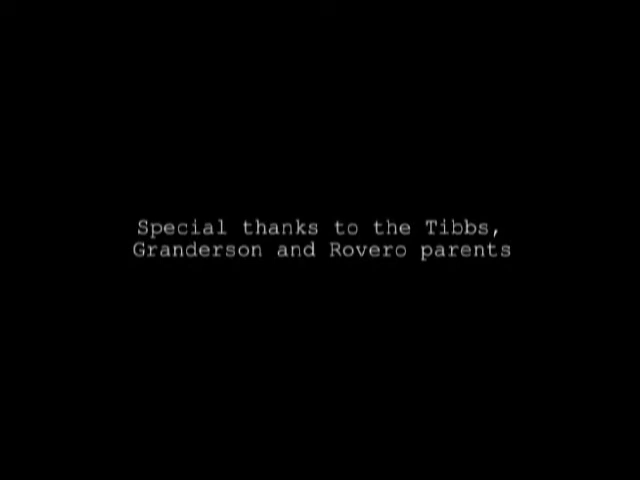 Special thanks to the Tibbs,
Granderson and Rovero parents